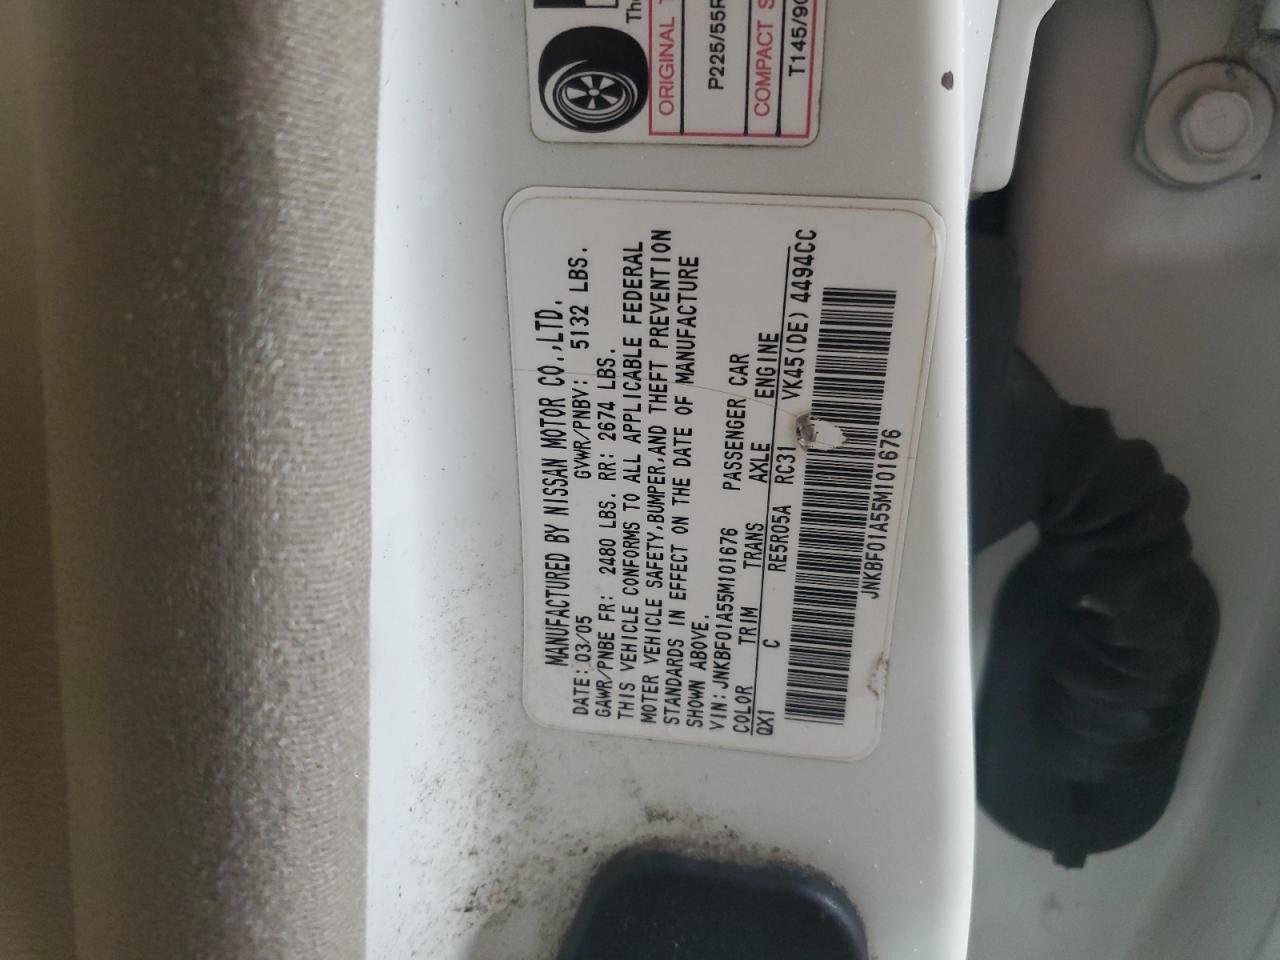 MANUFACTURED BY NISSAN MOTOR CO.,LTD.
DATE: 03/05 GVWR/PNBV: 5132 LBS.
GAWR/PNBE FR: 2480 LBS. RR: 2674 LBS.
THIS VEHICLE CONFORMS TO ALL APPLICABLE FEDERAL
MOTER VEHICLE SAFETY,BUMPER,AND THEFT PREVENTION
STANDARDS IN EFFECT ON THE DATE OF MANUFACTURE
SHOWN ABOVE.
VIN: JNKBF01A55M101676 PASSENGER CAR
COLOR TRIM TRANS AXLE ENGINE
QX1 C RE5R05A RC31 VK45(DE) 4494CC
JNKBF01A55M101676
ORIGINAL
P225/55R
COMPACT S
T145/90